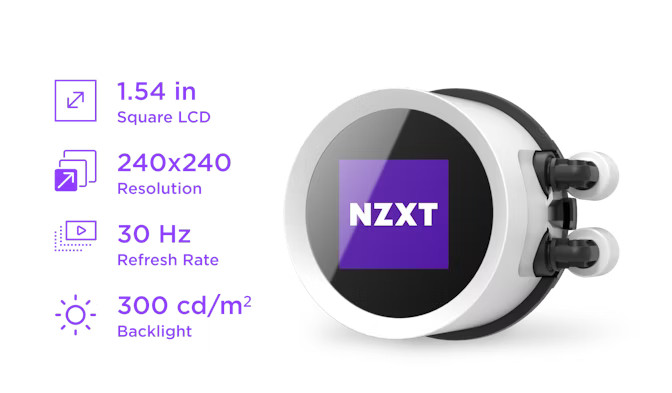 1.54 in
Square LCD
240x240
Resolution
30 Hz
Refresh Rate
300 cd/m²
Backlight
NZXT